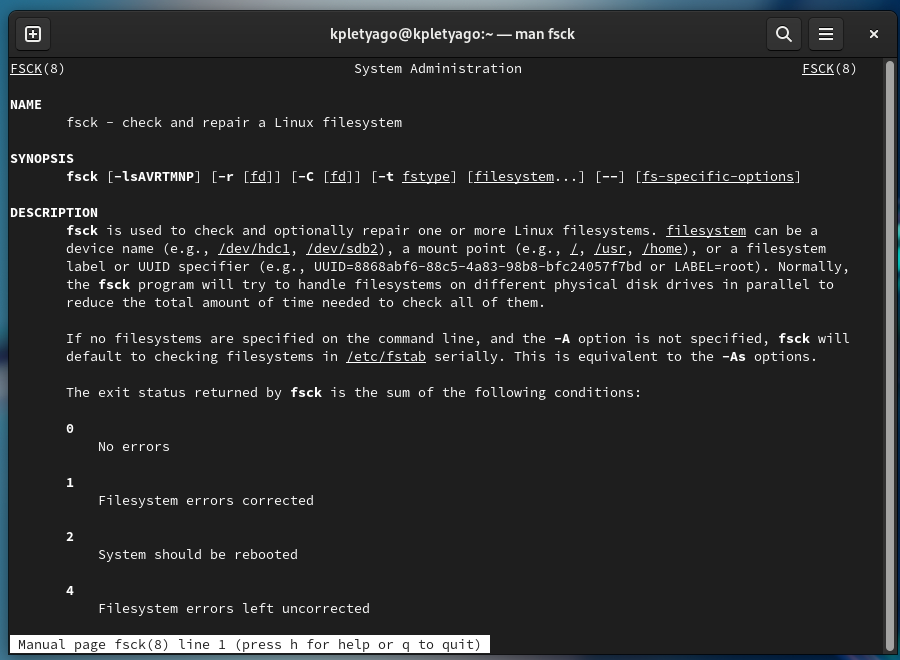 kpletyago@kpletyago:~ — man fsck
FSCK(8) System Administration FSCK(8)
NAME
fsck - check and repair a Linux filesystem
SYNOPSIS
fsck [-lsAVRTMNP] [-r [fd]] [-C [fd]] [-t fstype] [filesystem...] [--] [fs-specific-options]
DESCRIPTION
fsck is used to check and optionally repair one or more Linux filesystems. filesystem can be a
device name (e.g., /dev/hdc1, /dev/sdb2), a mount point (e.g., /, /usr, /home), or a filesystem
label or UUID specifier (e.g., UUID=8868abf6-88c5-4a83-98b8-bfc24057f7bd or LABEL=root). Normally,
the fsck program will try to handle filesystems on different physical disk drives in parallel to
reduce the total amount of time needed to check all of them.
If no filesystems are specified on the command line, and the -A option is not specified, fsck will
default to checking filesystems in /etc/fstab serially. This is equivalent to the -As options.
The exit status returned by fsck is the sum of the following conditions:
0
No errors
1
Filesystem errors corrected
2
System should be rebooted
4
Filesystem errors left uncorrected
Manual page fsck(8) line 1 (press h for help or q to quit)